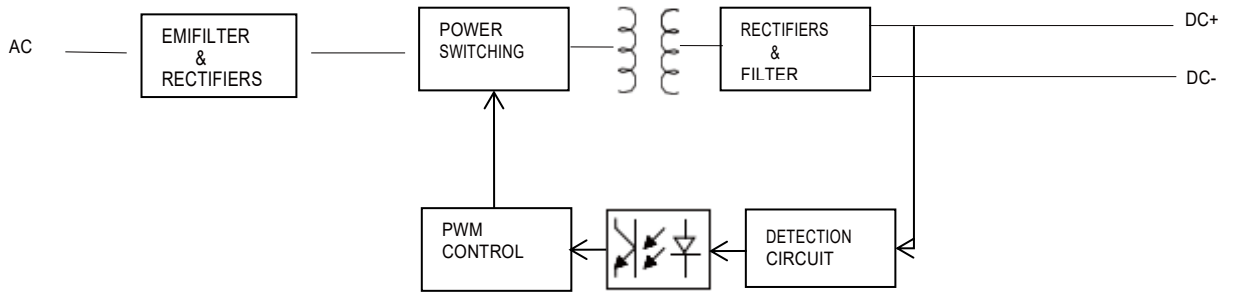 AC
EMIFILTER
&
RECTIFIERS
POWER
SWITCHING
RECTIFIERS
&
FILTER
DC+
DC-
PWM
CONTROL
DETECTION
CIRCUIT